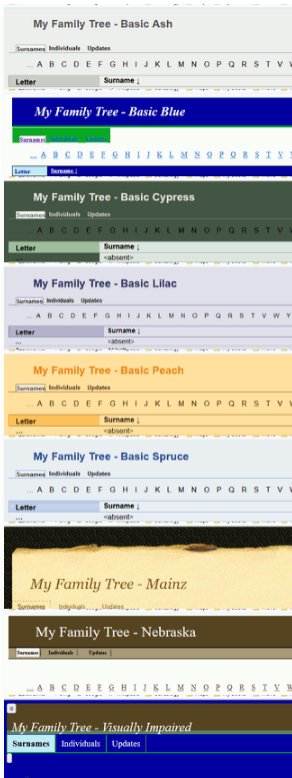 My Family Tree - Basic Ash
Surnames Individuals Updates
... A B C D E F G H I J K L M N O P Q R S T U V
Letter Surname ↓
My Family Tree - Basic Blue
Surnames Individuals Updates
... A B C D E F G H I J K L M N O P Q R S T U V
Letter Surname ↓
My Family Tree - Basic Cypress
Surnames Individuals Updates
... A B C D E F G H I J K L M N O P Q R S T U V
Letter Surname ↓
<absent>
My Family Tree - Basic Lilac
Surnames Individuals Updates
... A B C D E F G H I J K L M N O P Q R S T V W Y
Letter Surname ↓
... <absent>
My Family Tree - Basic Peach
Surnames Individuals Updates
... A B C D E F G H I J K L M N O P Q R S T V
Letter Surname ↓
... <absent>
My Family Tree - Basic Spruce
Surnames Individuals Updates
... A B C D E F G H I J K L M N O P Q R S T V
Letter Surname ↓
... <absent>
My Family Tree - Mainz
Surnames Individuals Updates
My Family Tree - Nebraska
Surnames Individuals Updates
... A B C D E F G H I J K L M N O P Q R S T V W
My Family Tree - Visually Impaired
Surnames Individuals Updates